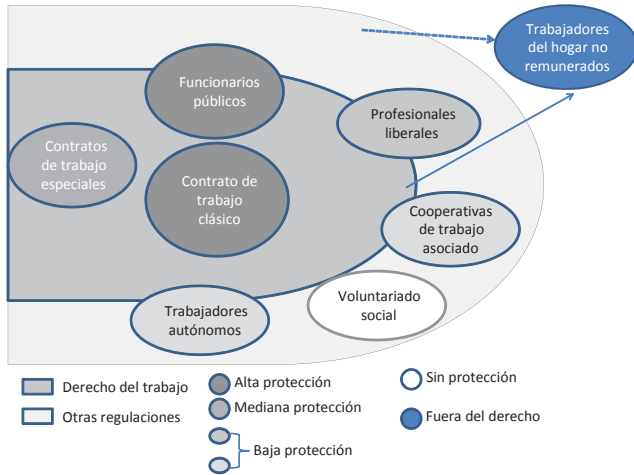 Trabajadores
del hogar no
remunerados
Funcionarios
públicos
Profesionales
liberales
Contratos
de trabajo
especiales
Contrato de
trabajo
clásico
Cooperativas
de trabajo
asociado
Voluntariado
social
Trabajadores
autónomos
Derecho del trabajo
Otras regulaciones
Alta protección
Mediana protección
Baja protección
Sin protección
Fuera del derecho